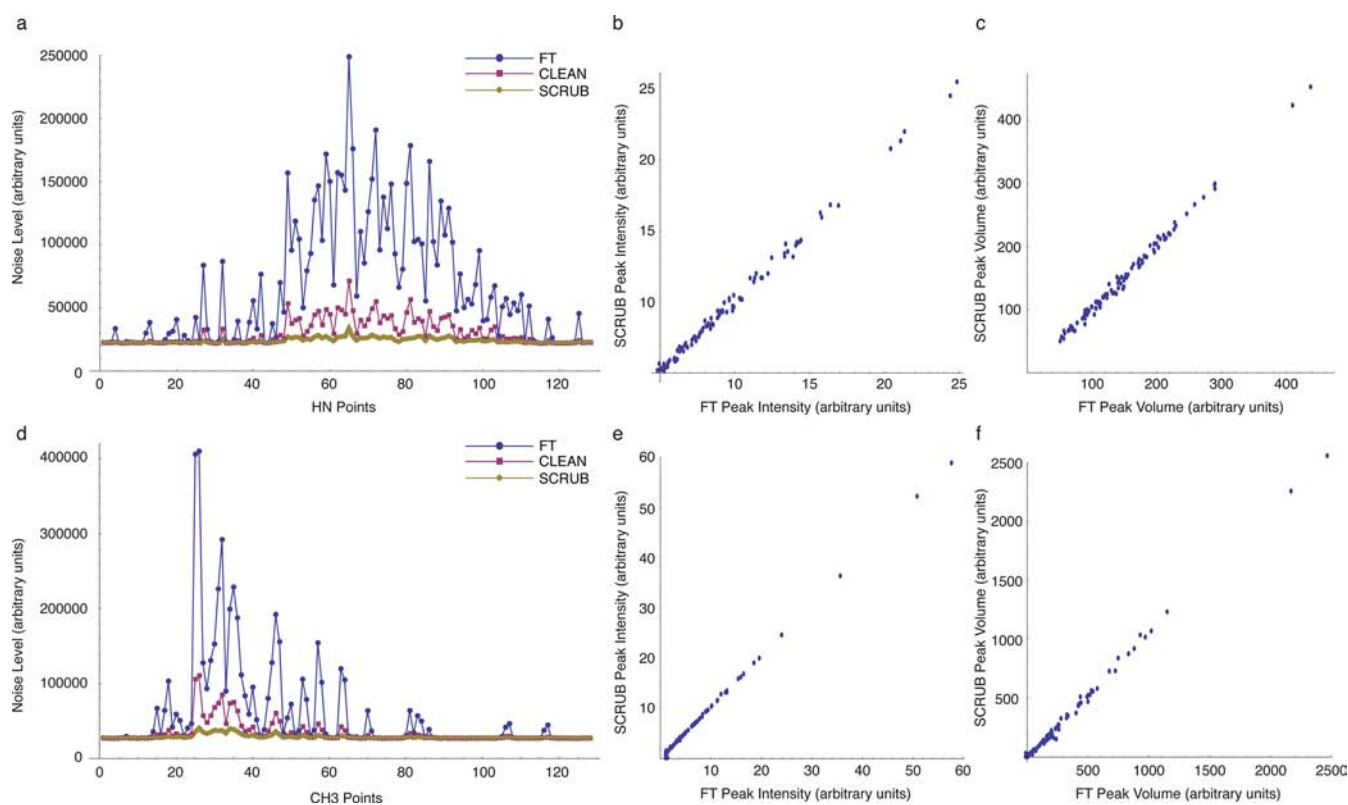 a
250000
200000
150000
100000
50000
0
Noise Level (arbitrary units)
FT
CLEAN
SCRUB
0 20 40 60 80 100 120
HN Points
b
25
20
15
10
SCRUB Peak Intensity (arbitrary units)
10 15 20 25
FT Peak Intensity (arbitrary units)
c
400
300
200
100
SCRUB Peak Volume (arbitrary units)
100 200 300 400
FT Peak Volume (arbitrary units)
d
400000
300000
200000
100000
0
Noise Level (arbitrary units)
FT
CLEAN
SCRUB
0 20 40 60 80 100 120
CH3 Points
e
60
50
40
30
20
10
SCRUB Peak Intensity (arbitrary units)
10 20 30 40 50 60
FT Peak Intensity (arbitrary units)
f
2500
2000
1500
1000
500
SCRUB Peak Volume (arbitrary units)
500 1000 1500 2000 2500
FT Peak Volume (arbitrary units)